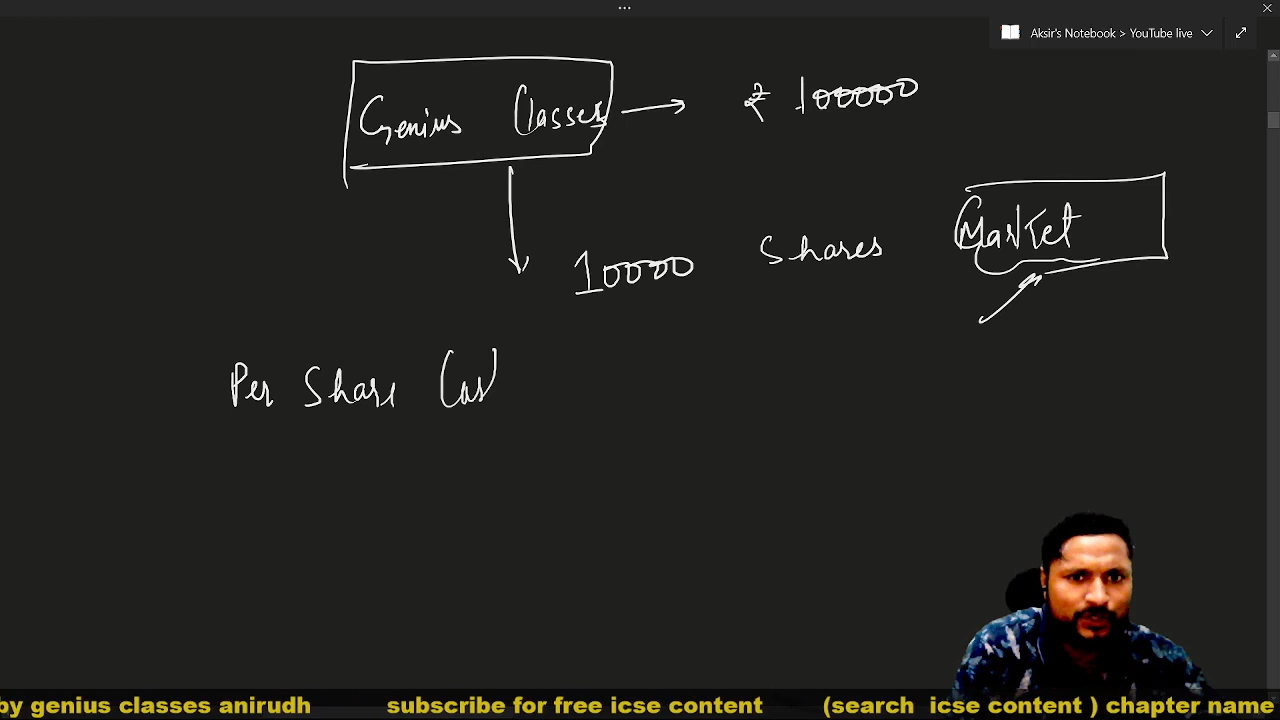 Aksir's Notebook > YouTube live
Genius Classes → ₹ 100000
Market
10000 Shares
Per Share Cost
by genius classes anirudh subscribe for free icse content (search icse content ) chapter name